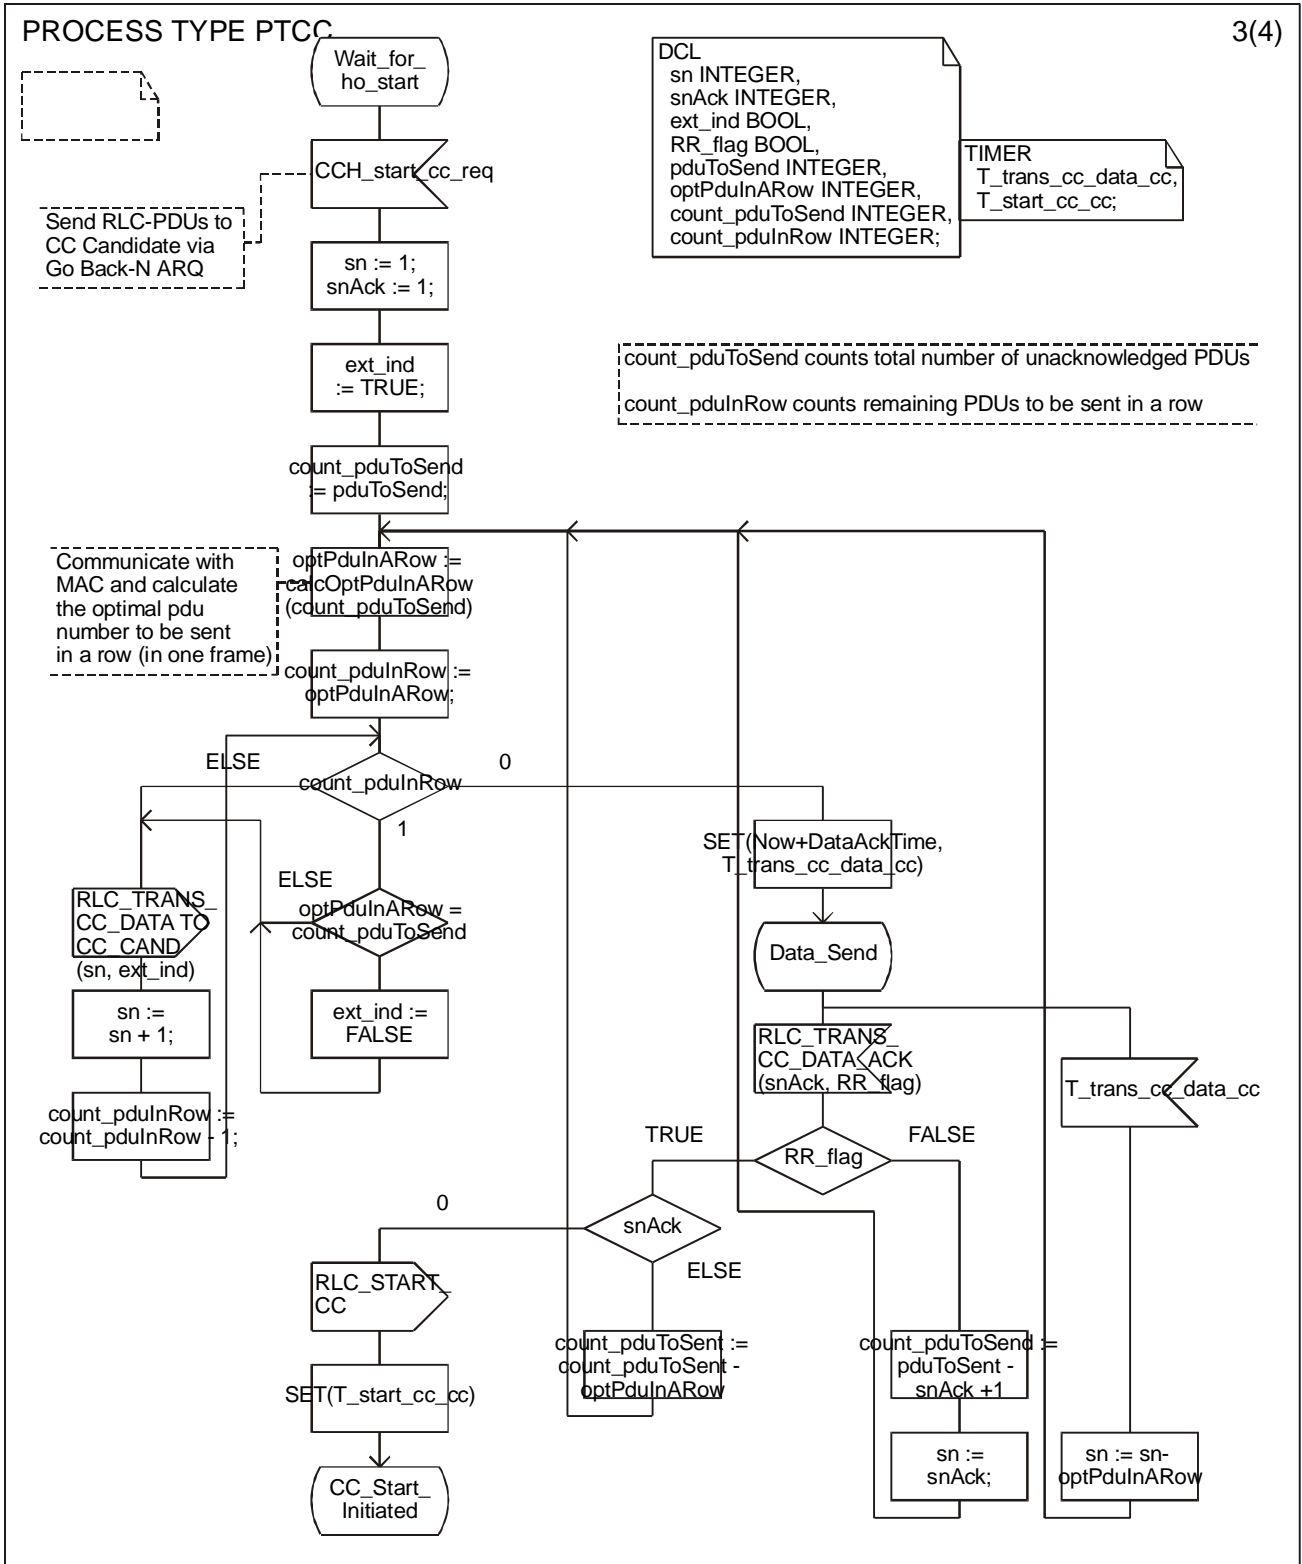 PROCESS TYPE PTCC
3(4)
Wait_for_
ho_start
DCL
sn INTEGER,
snAck INTEGER,
ext_ind BOOL,
RR_flag BOOL,
pduToSend INTEGER,
optPduInARow INTEGER,
count_pduToSend INTEGER,
count_pduInRow INTEGER;
TIMER
T_trans_cc_data_cc,
T_start_cc_cc;
CCH_start_cc_req
Send RLC-PDUs to
CC Candidate via
Go Back-N ARQ
sn := 1;
snAck := 1;
ext_ind
:= TRUE;
count_pduToSend counts total number of unacknowledged PDUs
count_pduInRow counts remaining PDUs to be sent in a row
count_pduToSend
:= pduToSend;
Communicate with
MAC and calculate
the optimal pdu
number to be sent
in a row (in one frame)
optPduInARow :=
calcOptPduInARow
(count_pduToSend)
count_pduInRow :=
optPduInARow;
ELSE
count_pduInRow
0
1
SET(Now+DataAckTime,
T_trans_cc_data_cc)
ELSE
optPduInARow =
count_pduToSend
RLC_TRANS_
CC_DATA TO
CC_CAND
(sn, ext_ind)
Data_Send
sn :=
sn + 1;
ext_ind :=
FALSE
RLC_TRANS_
CC_DATA_ACK
(snAck, RR_flag)
T_trans_cc_data_cc
count_pduInRow :=
count_pduInRow - 1;
TRUE
RR_flag
FALSE
0
snAck
ELSE
RLC_START_
CC
count_pduToSent :=
count_pduToSent -
optPduInARow
count_pduToSend :=
pduToSent -
snAck +1
SET(T_start_cc_cc)
sn :=
snAck;
sn := sn-
optPduInARow
CC_Start_
Initiated